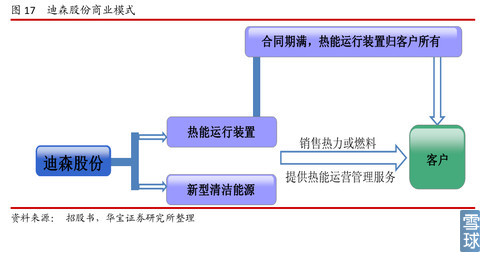 图 17 迪森股份商业模式
合同期满，热能运行装置归客户所有
热能运行装置
销售热力或燃料
迪森股份
客户
提供热能运营管理服务
新型清洁能源
资料来源： 招股书、华宝证券研究所整理
雪球